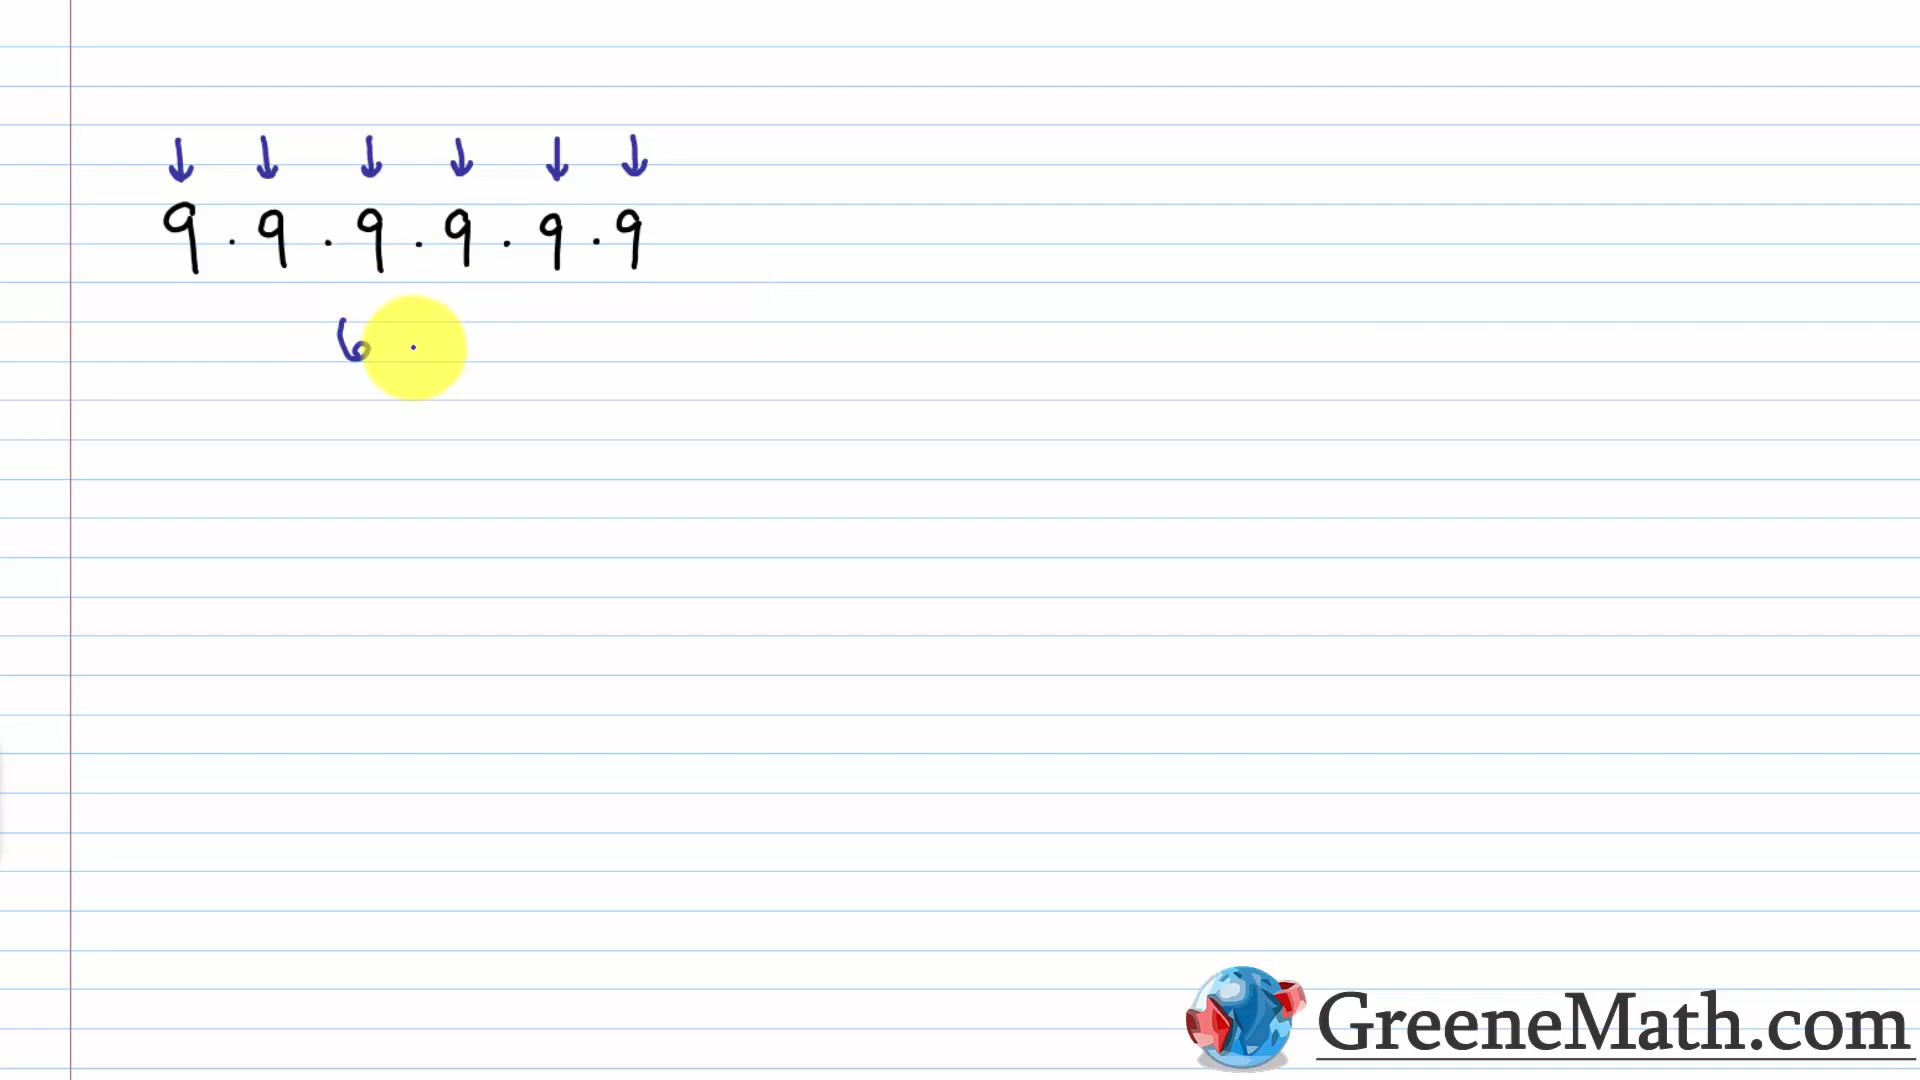 9 . 9 . 9 . 9 . 9 . 9
6
GreeneMath.com